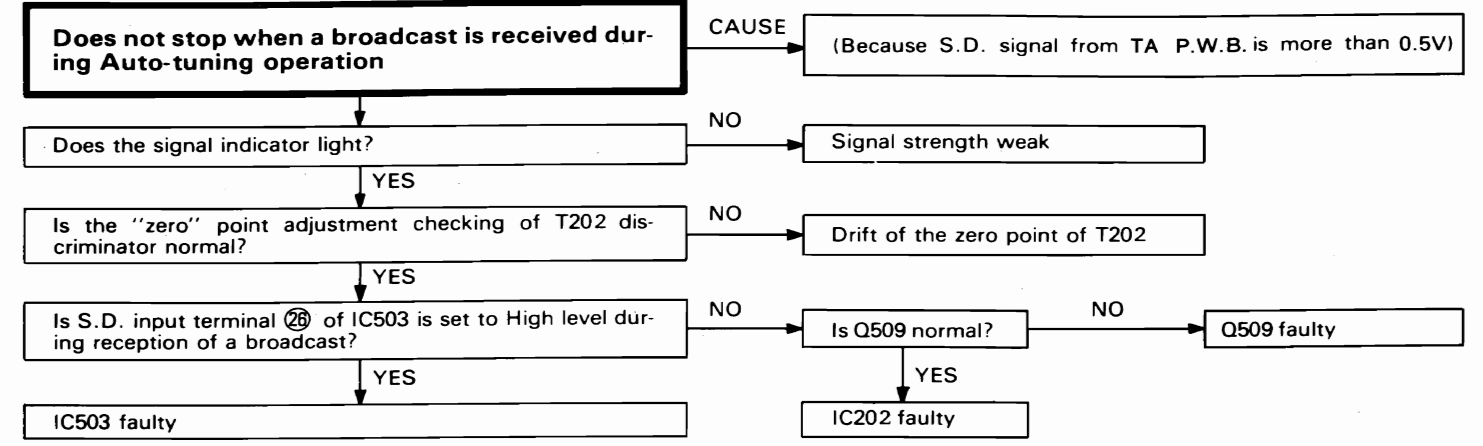 Does not stop when a broadcast is received dur-
ing Auto-tuning operation
CAUSE
(Because S.D. signal from TA P.W.B. is more than 0.5V)
Does the signal indicator light?
NO
Signal strength weak
YES
Is the "zero" point adjustment checking of T202 dis-
criminator normal?
NO
Drift of the zero point of T202
YES
Is S.D. input terminal ㉖ of IC503 is set to High level dur-
ing reception of a broadcast?
NO
Is Q509 normal?
NO
Q509 faulty
YES
YES
IC503 faulty
IC202 faulty